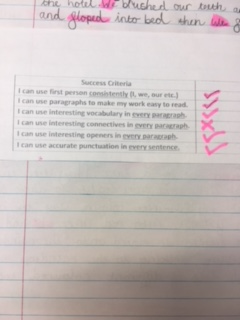 one hotel. We brushed our teeth
and floped into bed then We
Success Criteria
I can use first person consistently (I, we, our etc.)
I can use paragraphs to make my work easy to read.
I can use interesting vocabulary in every paragraph.
I can use interesting connectives in every paragraph.
I can use interesting openers in every paragraph.
I can use accurate punctuation in every sentence.